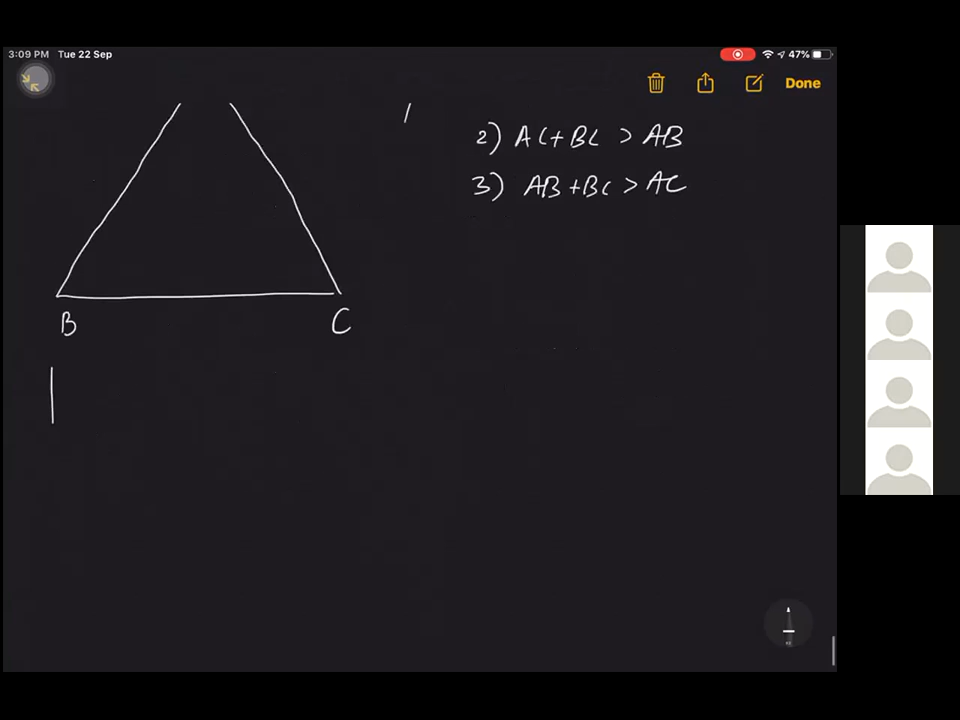 3:09 PM Tue 22 Sep
47%
Done
2) AC+BC > AB
3) AB+BC > AC
B
C